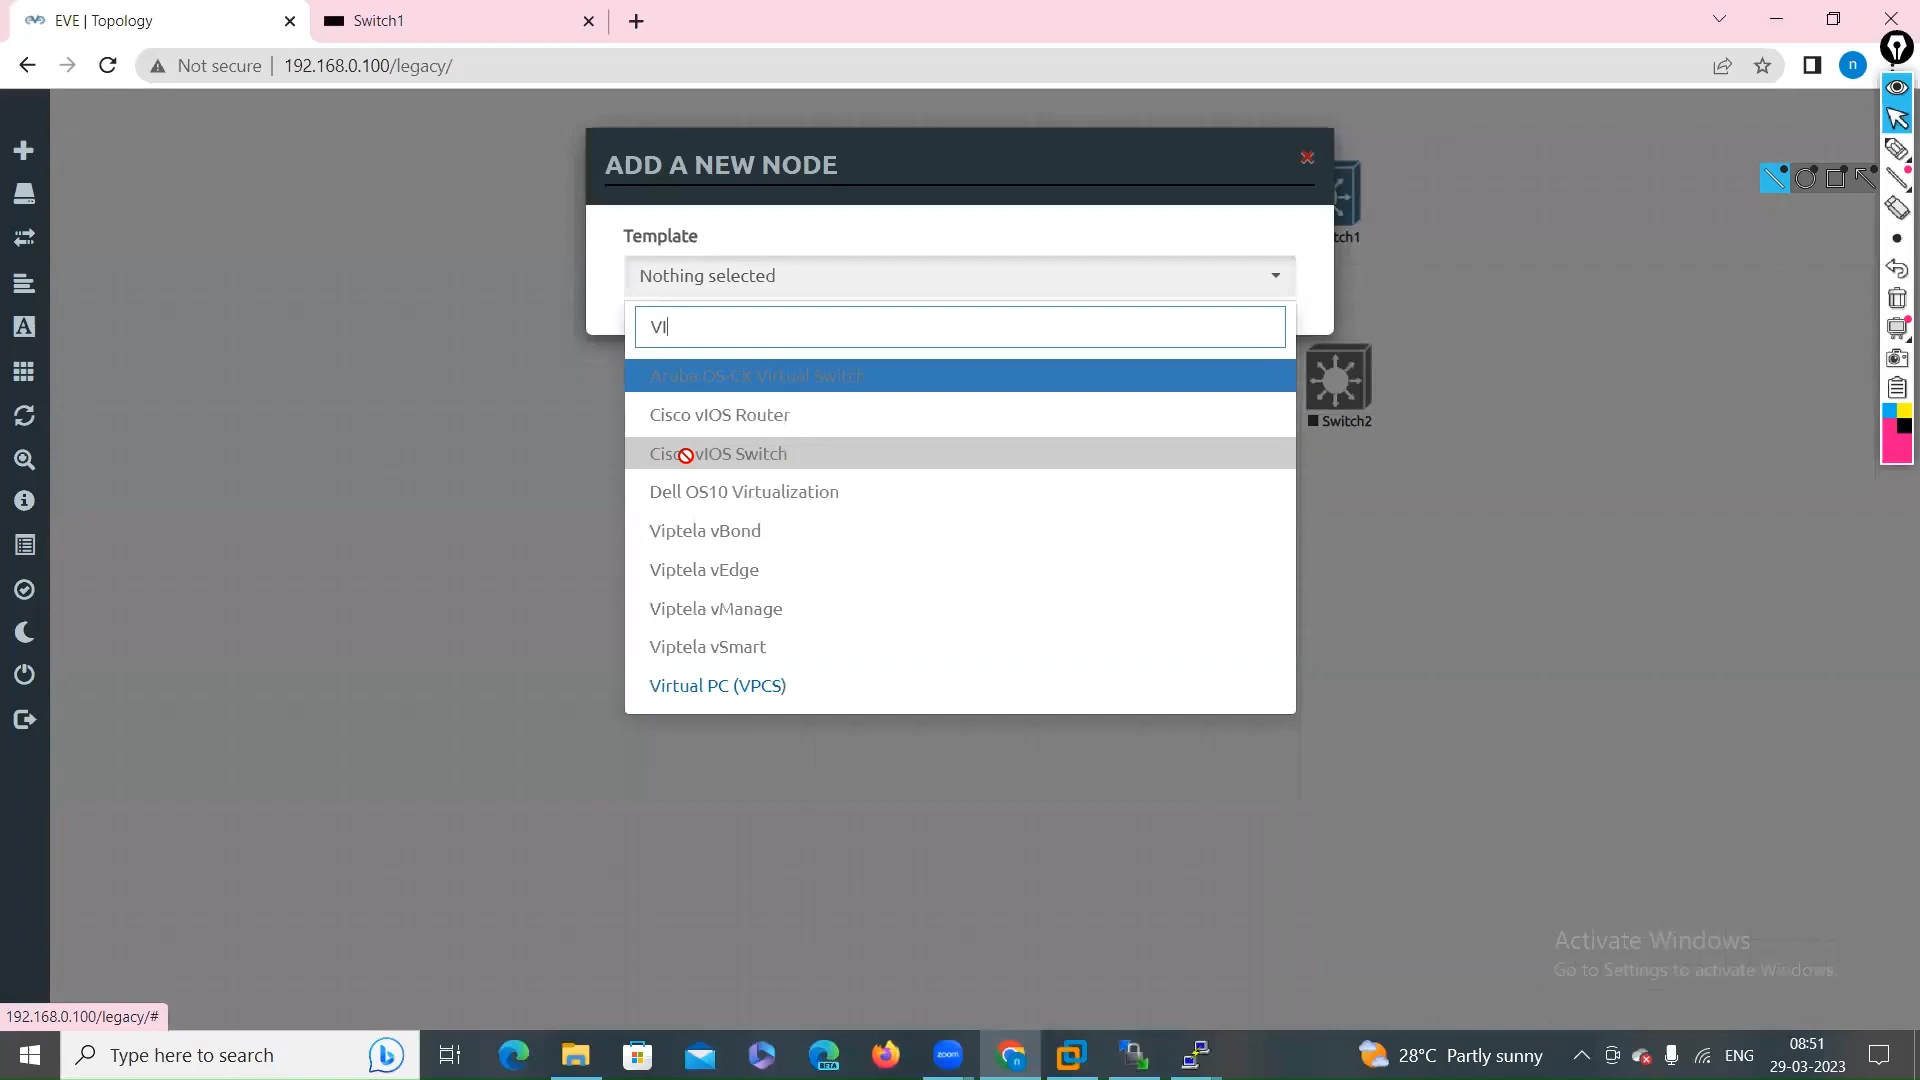 EVE | Topology
Switch1
Not secure
192.168.0.100/legacy/
n
ADD A NEW NODE
tch1
Template
Nothing selected
VI
Aruba OS-CX Virtual Switch
Cisco vIOS Router
Switch2
Cisco vIOS Switch
Dell OS10 Virtualization
Viptela vBond
Viptela vEdge
Viptela vManage
Viptela vSmart
Virtual PC (VPCS)
Activate Windows
Go to Settings to activate Windows.
192.168.0.100/legacy/#
Type here to search
BETA
zoom
28°C Partly sunny
ENG
08:51
29-03-2023